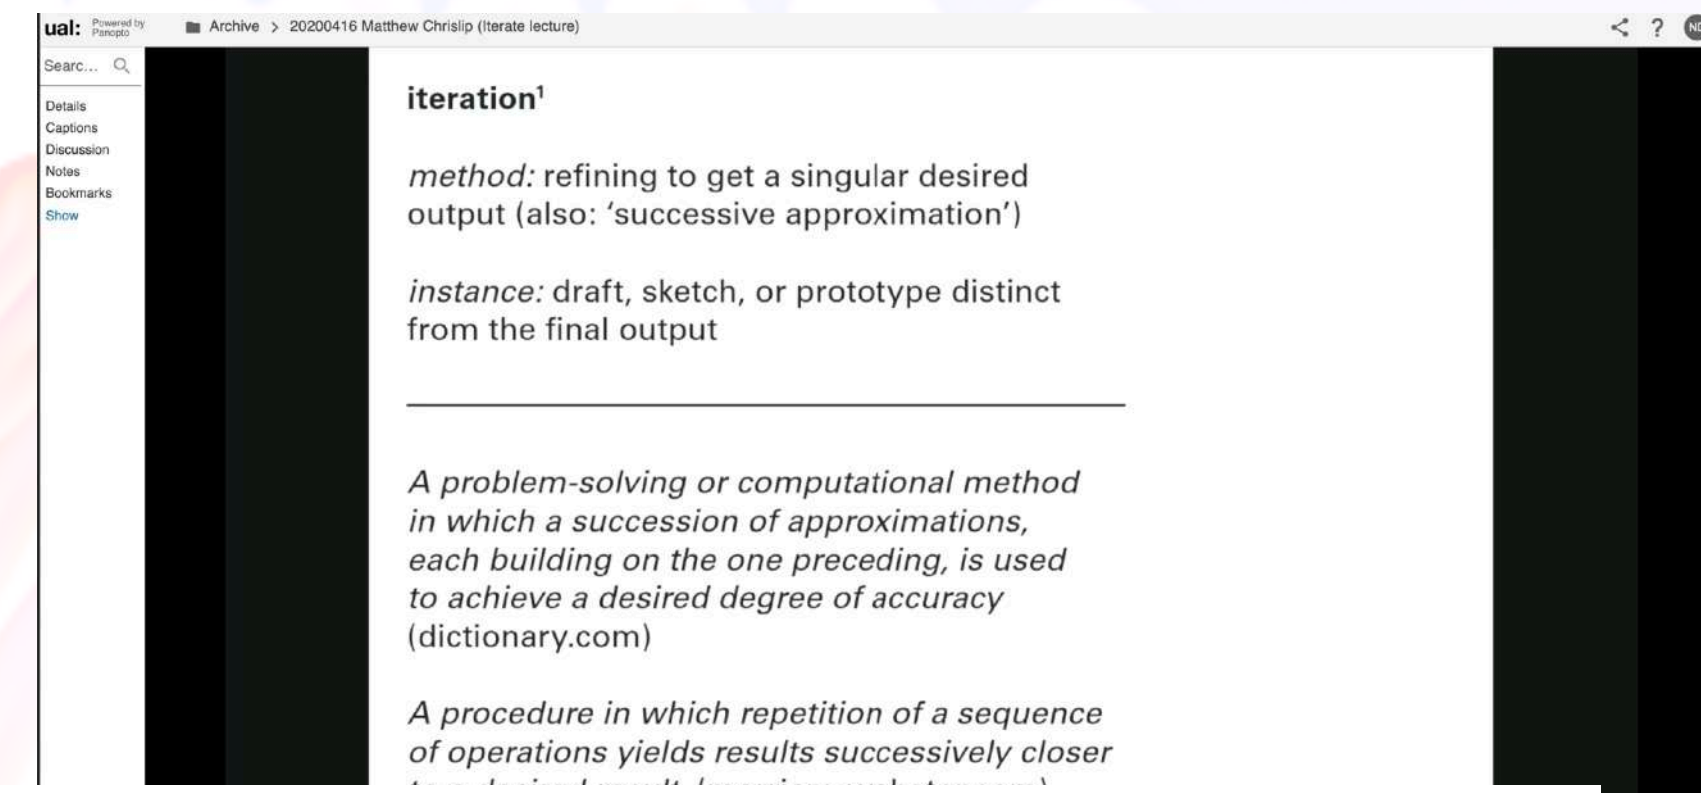 ual: Powered by Panopto
Archive > 20200416 Matthew Chrislip (Iterate lecture)
?
Searc...
Details
Captions
Discussion
Notes
Bookmarks
Show
iteration¹
method: refining to get a singular desired
output (also: ‘successive approximation’)
instance: draft, sketch, or prototype distinct
from the final output
A problem-solving or computational method
in which a succession of approximations,
each building on the one preceding, is used
to achieve a desired degree of accuracy
(dictionary.com)
A procedure in which repetition of a sequence
of operations yields results successively closer